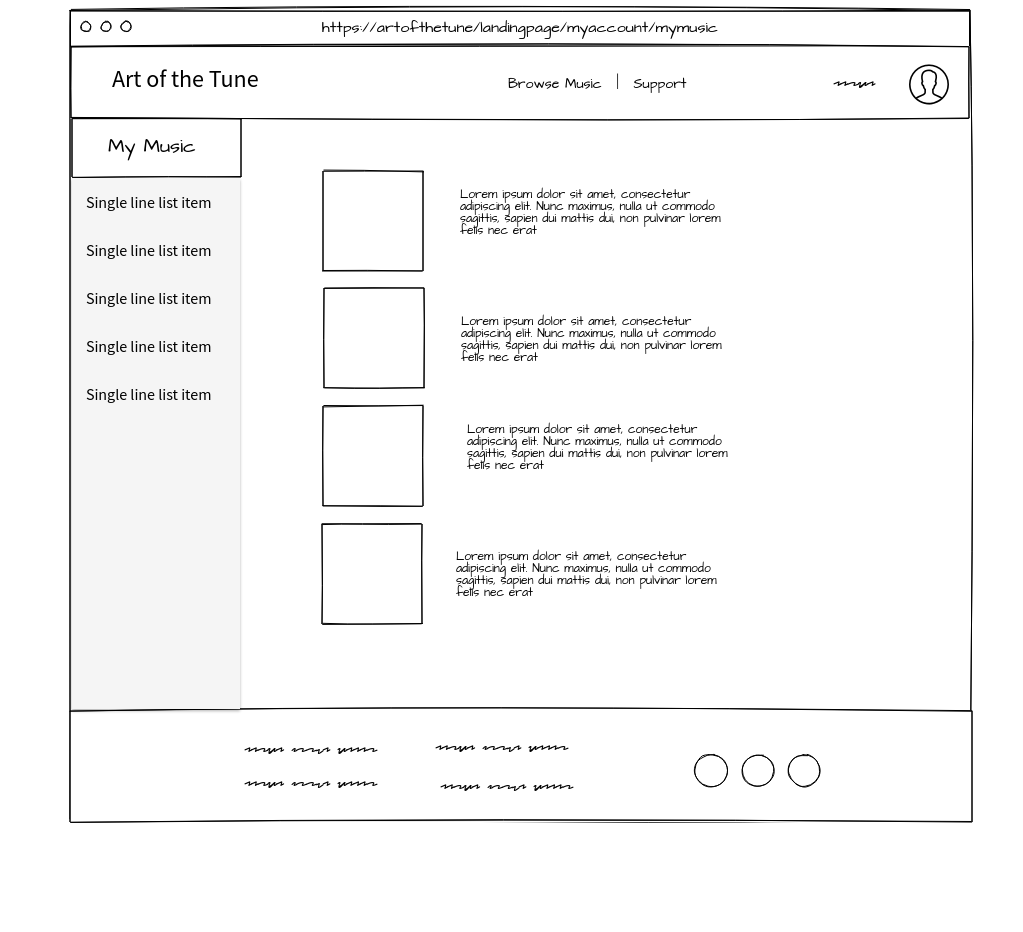 https://artofthetune/landingpage/myaccount/mymusic
Art of the Tune
Browse Music | Support
My Music
Single line list item
Single line list item
Single line list item
Single line list item
Single line list item
Lorem ipsum dolor sit amet, consectetur
adipiscing elit. Nunc maximus, nulla ut commodo
sagittis, sapien dui mattis dui, non pulvinar lorem
felis nec erat
Lorem ipsum dolor sit amet, consectetur
adipiscing elit. Nunc maximus, nulla ut commodo
sagittis, sapien dui mattis dui, non pulvinar lorem
felis nec erat
Lorem ipsum dolor sit amet, consectetur
adipiscing elit. Nunc maximus, nulla ut commodo
sagittis, sapien dui mattis dui, non pulvinar lorem
felis nec erat
Lorem ipsum dolor sit amet, consectetur
adipiscing elit. Nunc maximus, nulla ut commodo
sagittis, sapien dui mattis dui, non pulvinar lorem
felis nec erat